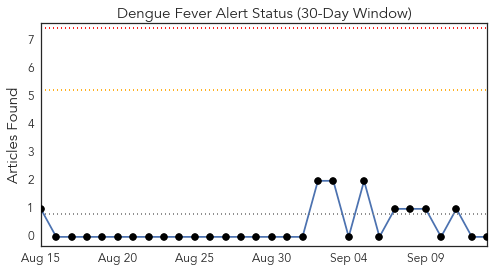 Dengue Fever Alert Status (30-Day Window)
Articles Found
7
6
5
4
3
2
1
0
Aug 15
Aug 20
Aug 25
Aug 30
Sep 04
Sep 09